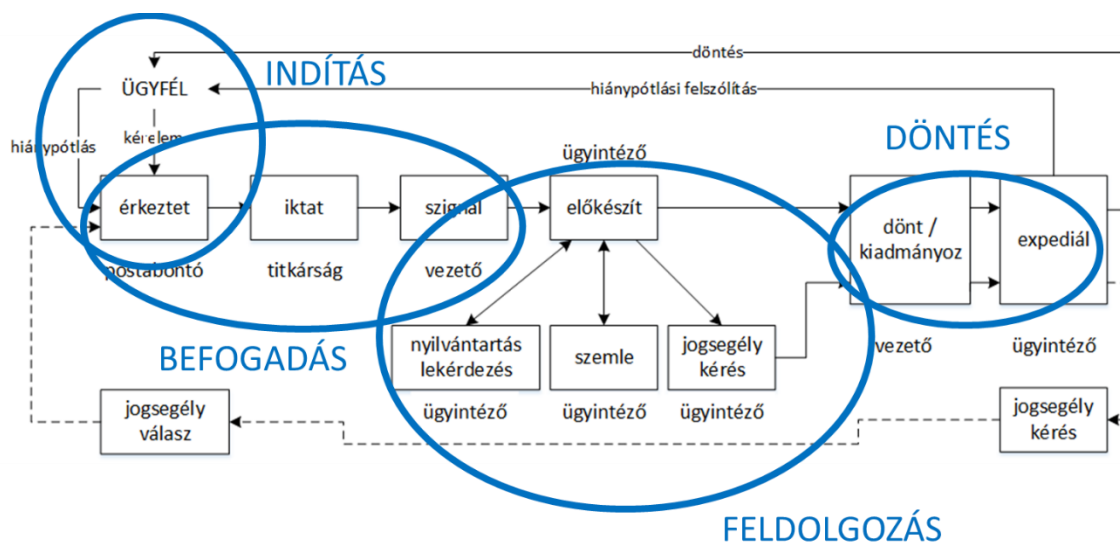 döntés
INDÍTÁS
ÜGYFÉL
hiánypótlási felszólítás
hiánypótlás
kérelem
DÖNTÉS
ügyintéző
érkeztet
iktat
szignál
előkészít
dönt /
kiadmányoz
expediál
postabontó
titkárság
vezető
vezető
ügyintéző
BEFOGADÁS
nyilvántartás
lekérdezés
szemle
jogsegély
kérés
ügyintéző
ügyintéző
ügyintéző
jogsegély
válasz
jogsegély
kérés
FELDOLGOZÁS